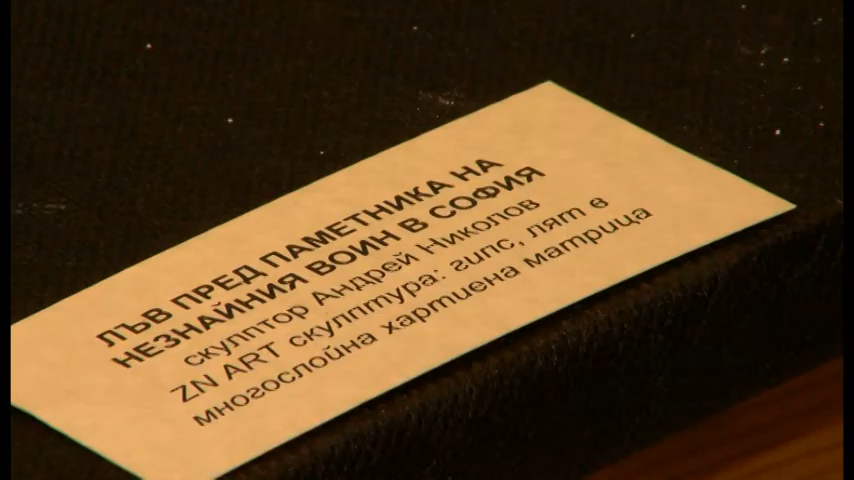 ЛЪВ ПРЕД ПАМЕТНИКА НА
НЕЗНАЙНИЯ ВОИН В СОФИЯ
скулптор Андрей Николов
ZN ART скулптура: гипс, лят в
многослойна хартиена матрица